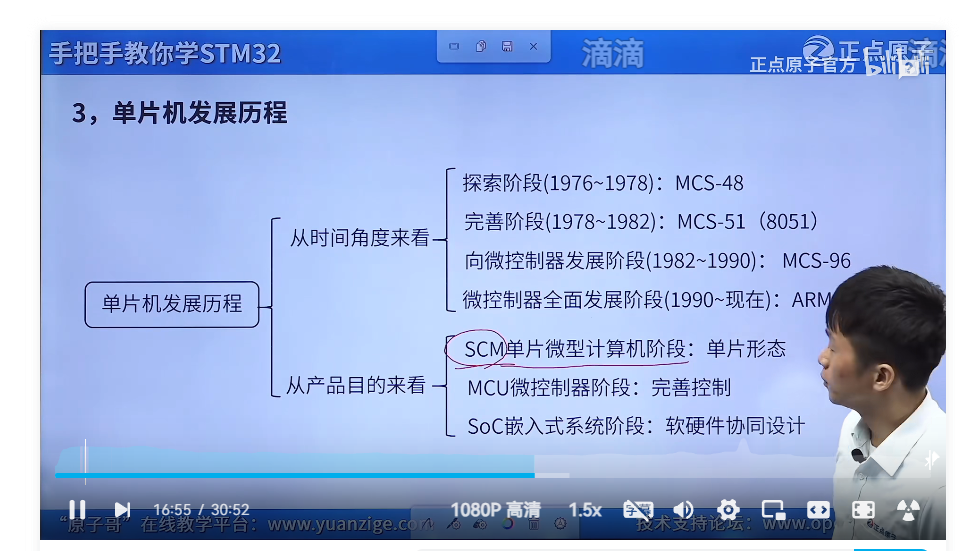 手把手教你学STM32
滴滴
正点原子
正点原子官方
bilibili
3，单片机发展历程
探索阶段(1976~1978)：MCS-48
从时间角度来看
完善阶段(1978~1982)：MCS-51（8051）
向微控制器发展阶段(1982~1990)： MCS-96
单片机发展历程
微控制器全面发展阶段(1990~现在)：ARM
SCM单片微型计算机阶段：单片形态
从产品目的来看
MCU微控制器阶段：完善控制
SoC嵌入式系统阶段：软硬件协同设计
16:55 / 30:52
1080P 高清
1.5x
字幕
“原子哥”在线教学平台：www.yuanzige.com
技术支持论坛：www.ope